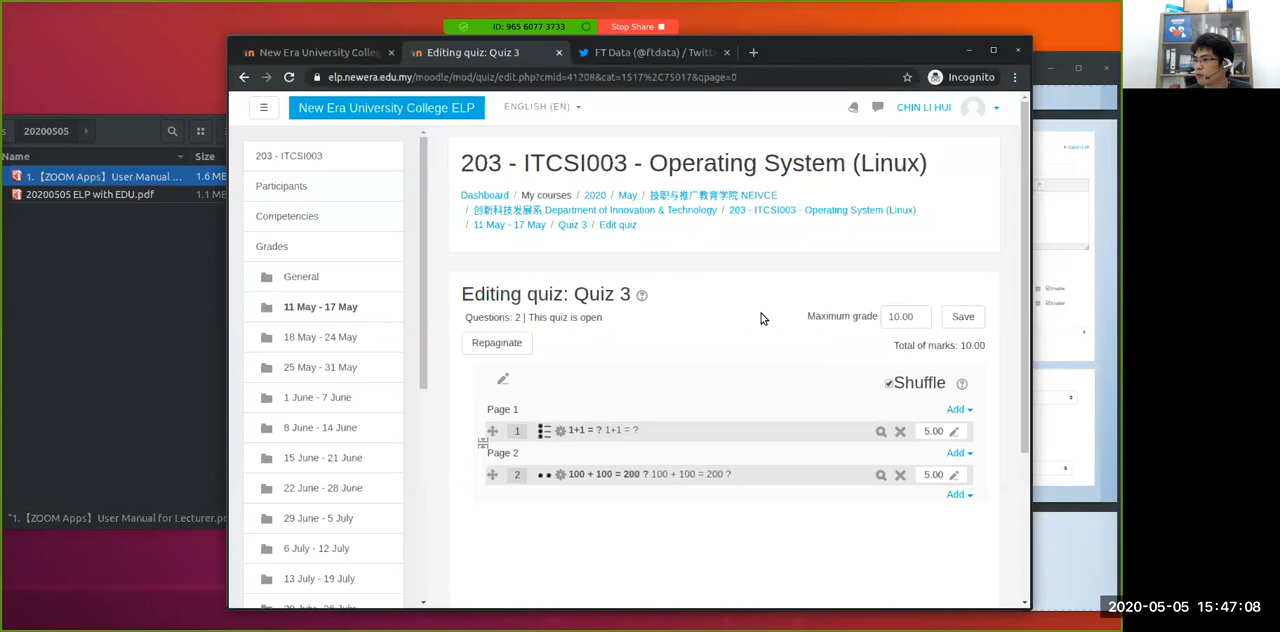 ID: 965 6077 3733
Stop Share
New Era University Colleg
Editing quiz: Quiz 3
FT Data (@ftdata) / Twitt
elp.newera.edu.my/moodle/mod/quiz/edit.php?cmid=41208&cat=1517%2C75017&qpage=0
Incognito
New Era University College ELP
ENGLISH (EN)
CHIN LI HUI
20200505
Name
Size
1.【ZOOM Apps】User Manual ...
1.6 MB
20200505 ELP with EDU.pdf
1.1 MB
"1.【ZOOM Apps】User Manual for Lecturer.p
203 - ITCSI003
Participants
Competencies
Grades
General
11 May - 17 May
18 May - 24 May
25 May - 31 May
1 June - 7 June
8 June - 14 June
15 June - 21 June
22 June - 28 June
29 June - 5 July
6 July - 12 July
13 July - 19 July
203 - ITCSI003 - Operating System (Linux)
Dashboard / My courses / 2020 / May / 技职与推广教育学院 NEIVCE
/ 创新科技发展系 Department of Innovation & Technology / 203 - ITCSI003 - Operating System (Linux)
/ 11 May - 17 May / Quiz 3 / Edit quiz
Editing quiz: Quiz 3
Questions: 2 | This quiz is open
Maximum grade
10.00
Save
Repaginate
Total of marks: 10.00
Shuffle
Page 1
Add
1
1+1 = ? 1+1 = ?
5.00
Page 2
Add
2
100 + 100 = 200 ? 100 + 100 = 200 ?
5.00
Add
2020-05-05 15:47:08